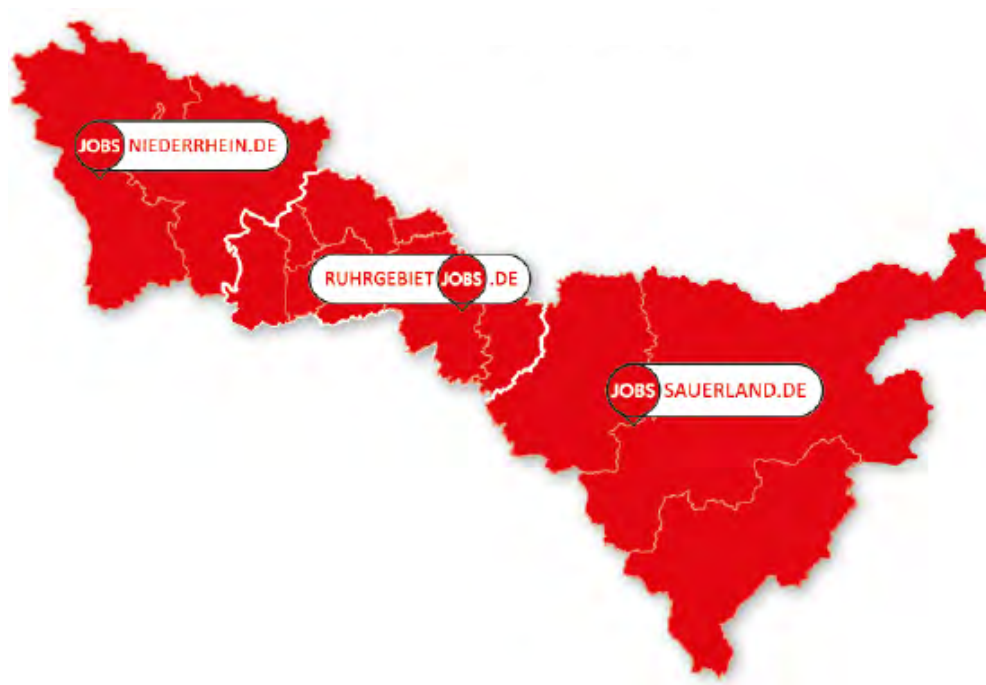 JOBS NIEDERRHEIN.DE
RUHRGEBIET JOBS .DE
JOBS SAUERLAND.DE